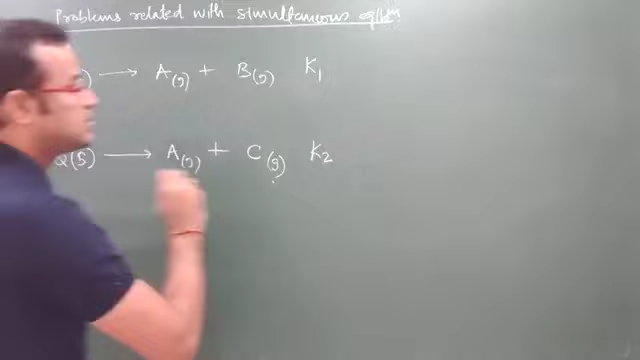 Problems related with simultaneous eqlbm
) → A(g) + B(g) K1
Q(S) → A(g) + C(g) K2